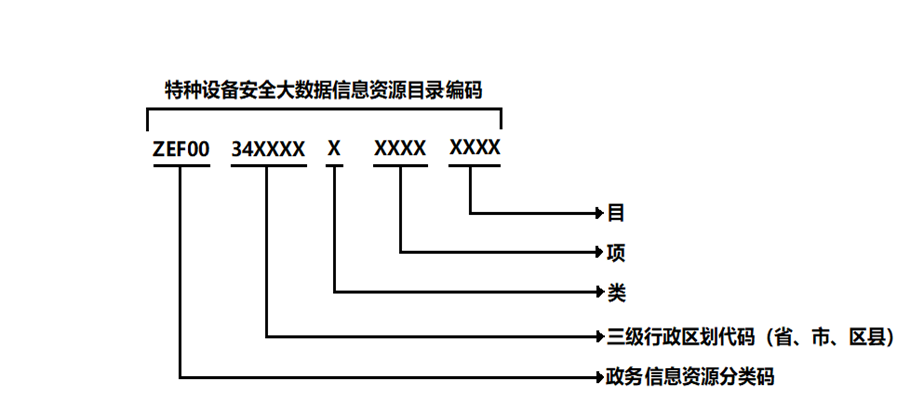 特种设备安全大数据信息资源目录编码
ZEF00 34XXXX X XXXX XXXX
目
项
类
三级行政区划代码（省、市、区县）
政务信息资源分类码